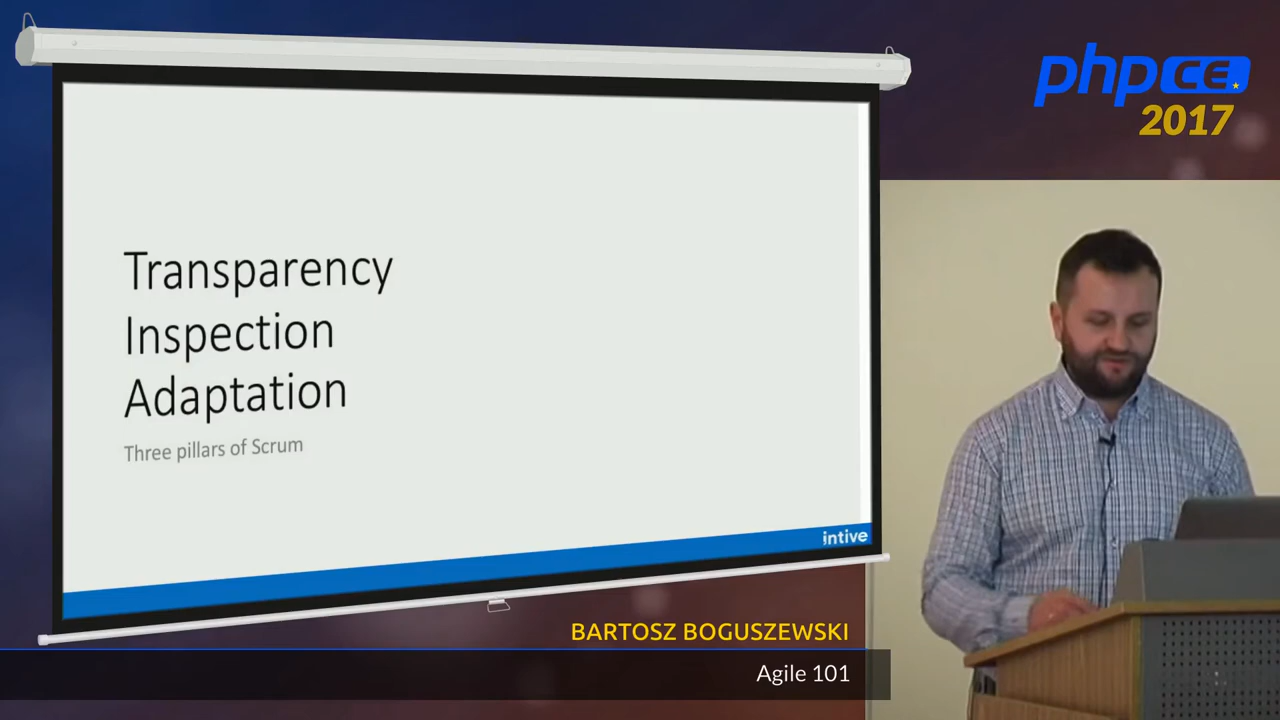 phpCE
2017
Transparency
Inspection
Adaptation
Three pillars of Scrum
intive
BARTOSZ BOGUSZEWSKI
Agile 101